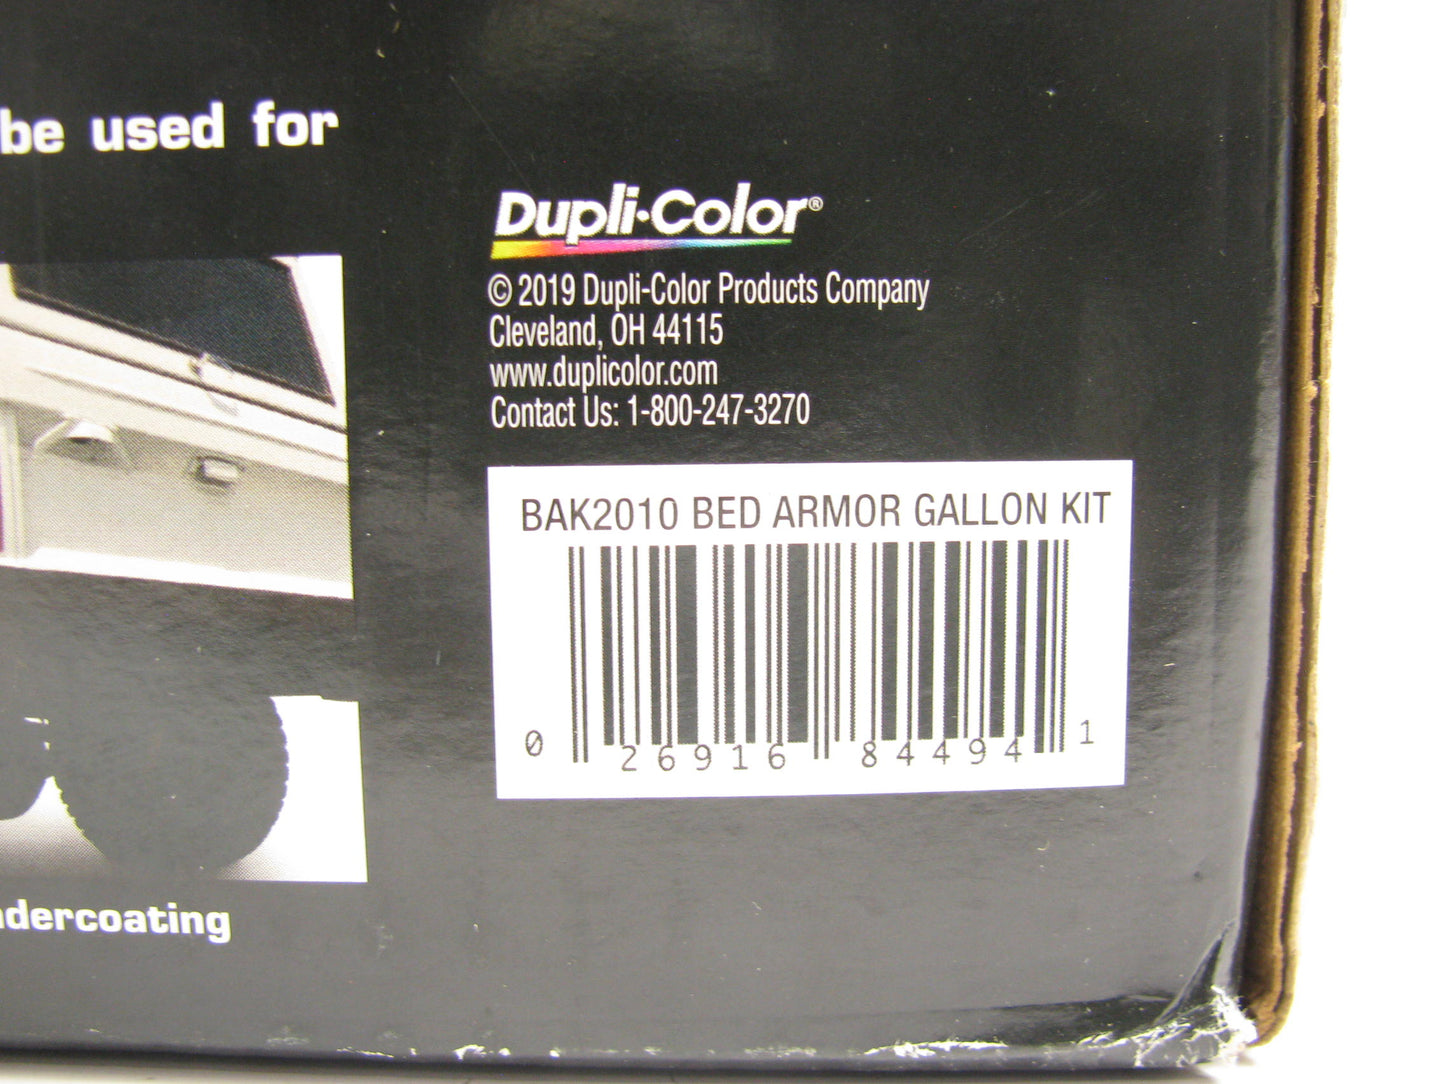 be used for
Dupli-Color®
© 2019 Dupli-Color Products Company
Cleveland, OH 44115
www.duplicolor.com
Contact Us: 1-800-247-3270
BAK2010 BED ARMOR GALLON KIT
0 26916 84494 1